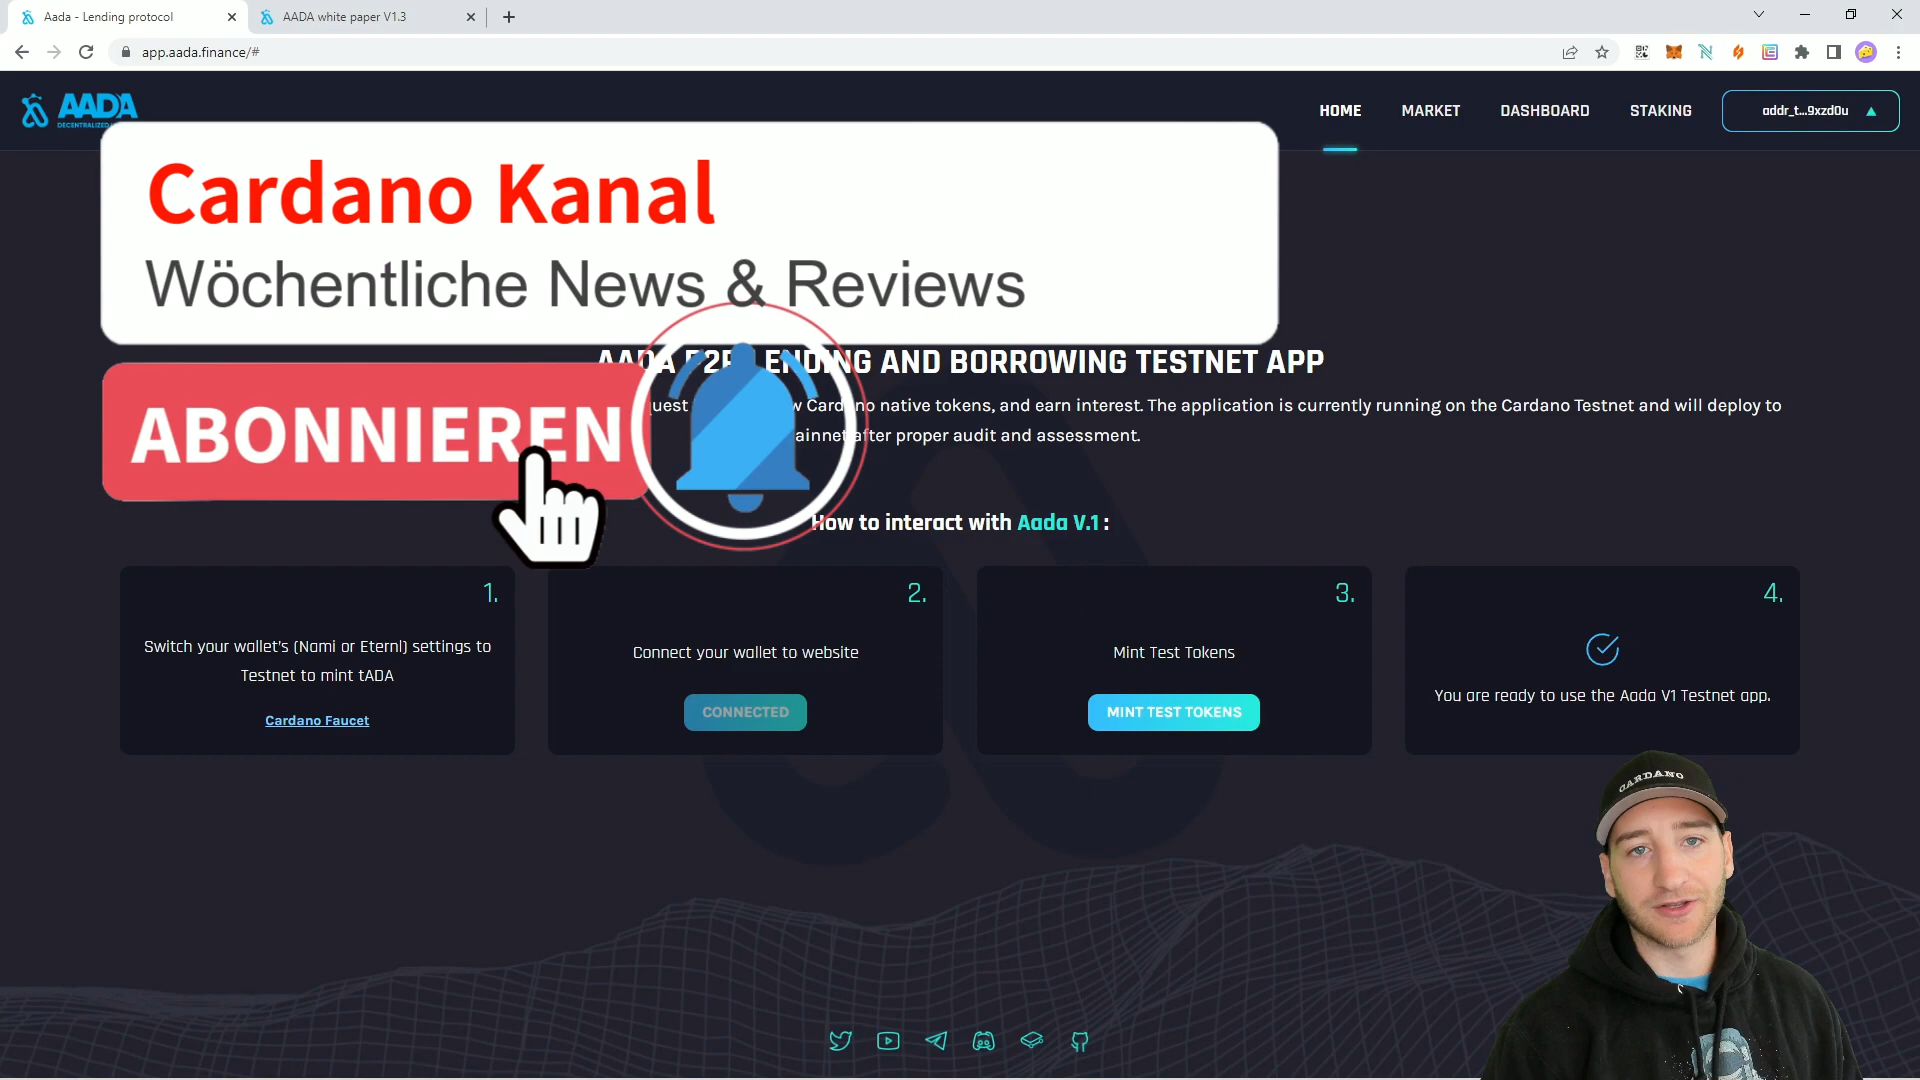 Aada - Lending protocol
AADA white paper V1.3
app.aada.finance/#
AADA
HOME
MARKET
DASHBOARD
STAKING
addr_t...9xzd0u
Cardano Kanal
Wöchentliche News & Reviews
ABONNIEREN
AND BORROWING TESTNET APP
native tokens, and earn interest. The application is currently running on the Cardano Testnet and will deploy to
after proper audit and assessment.
How to interact with Aada V.1 :
1.
Switch your wallet's (Nami or Eternl) settings to
Testnet to mint tADA
Cardano Faucet
2.
Connect your wallet to website
CONNECTED
3.
Mint Test Tokens
MINT TEST TOKENS
4.
You are ready to use the Aada V1 Testnet app.
CARDANO